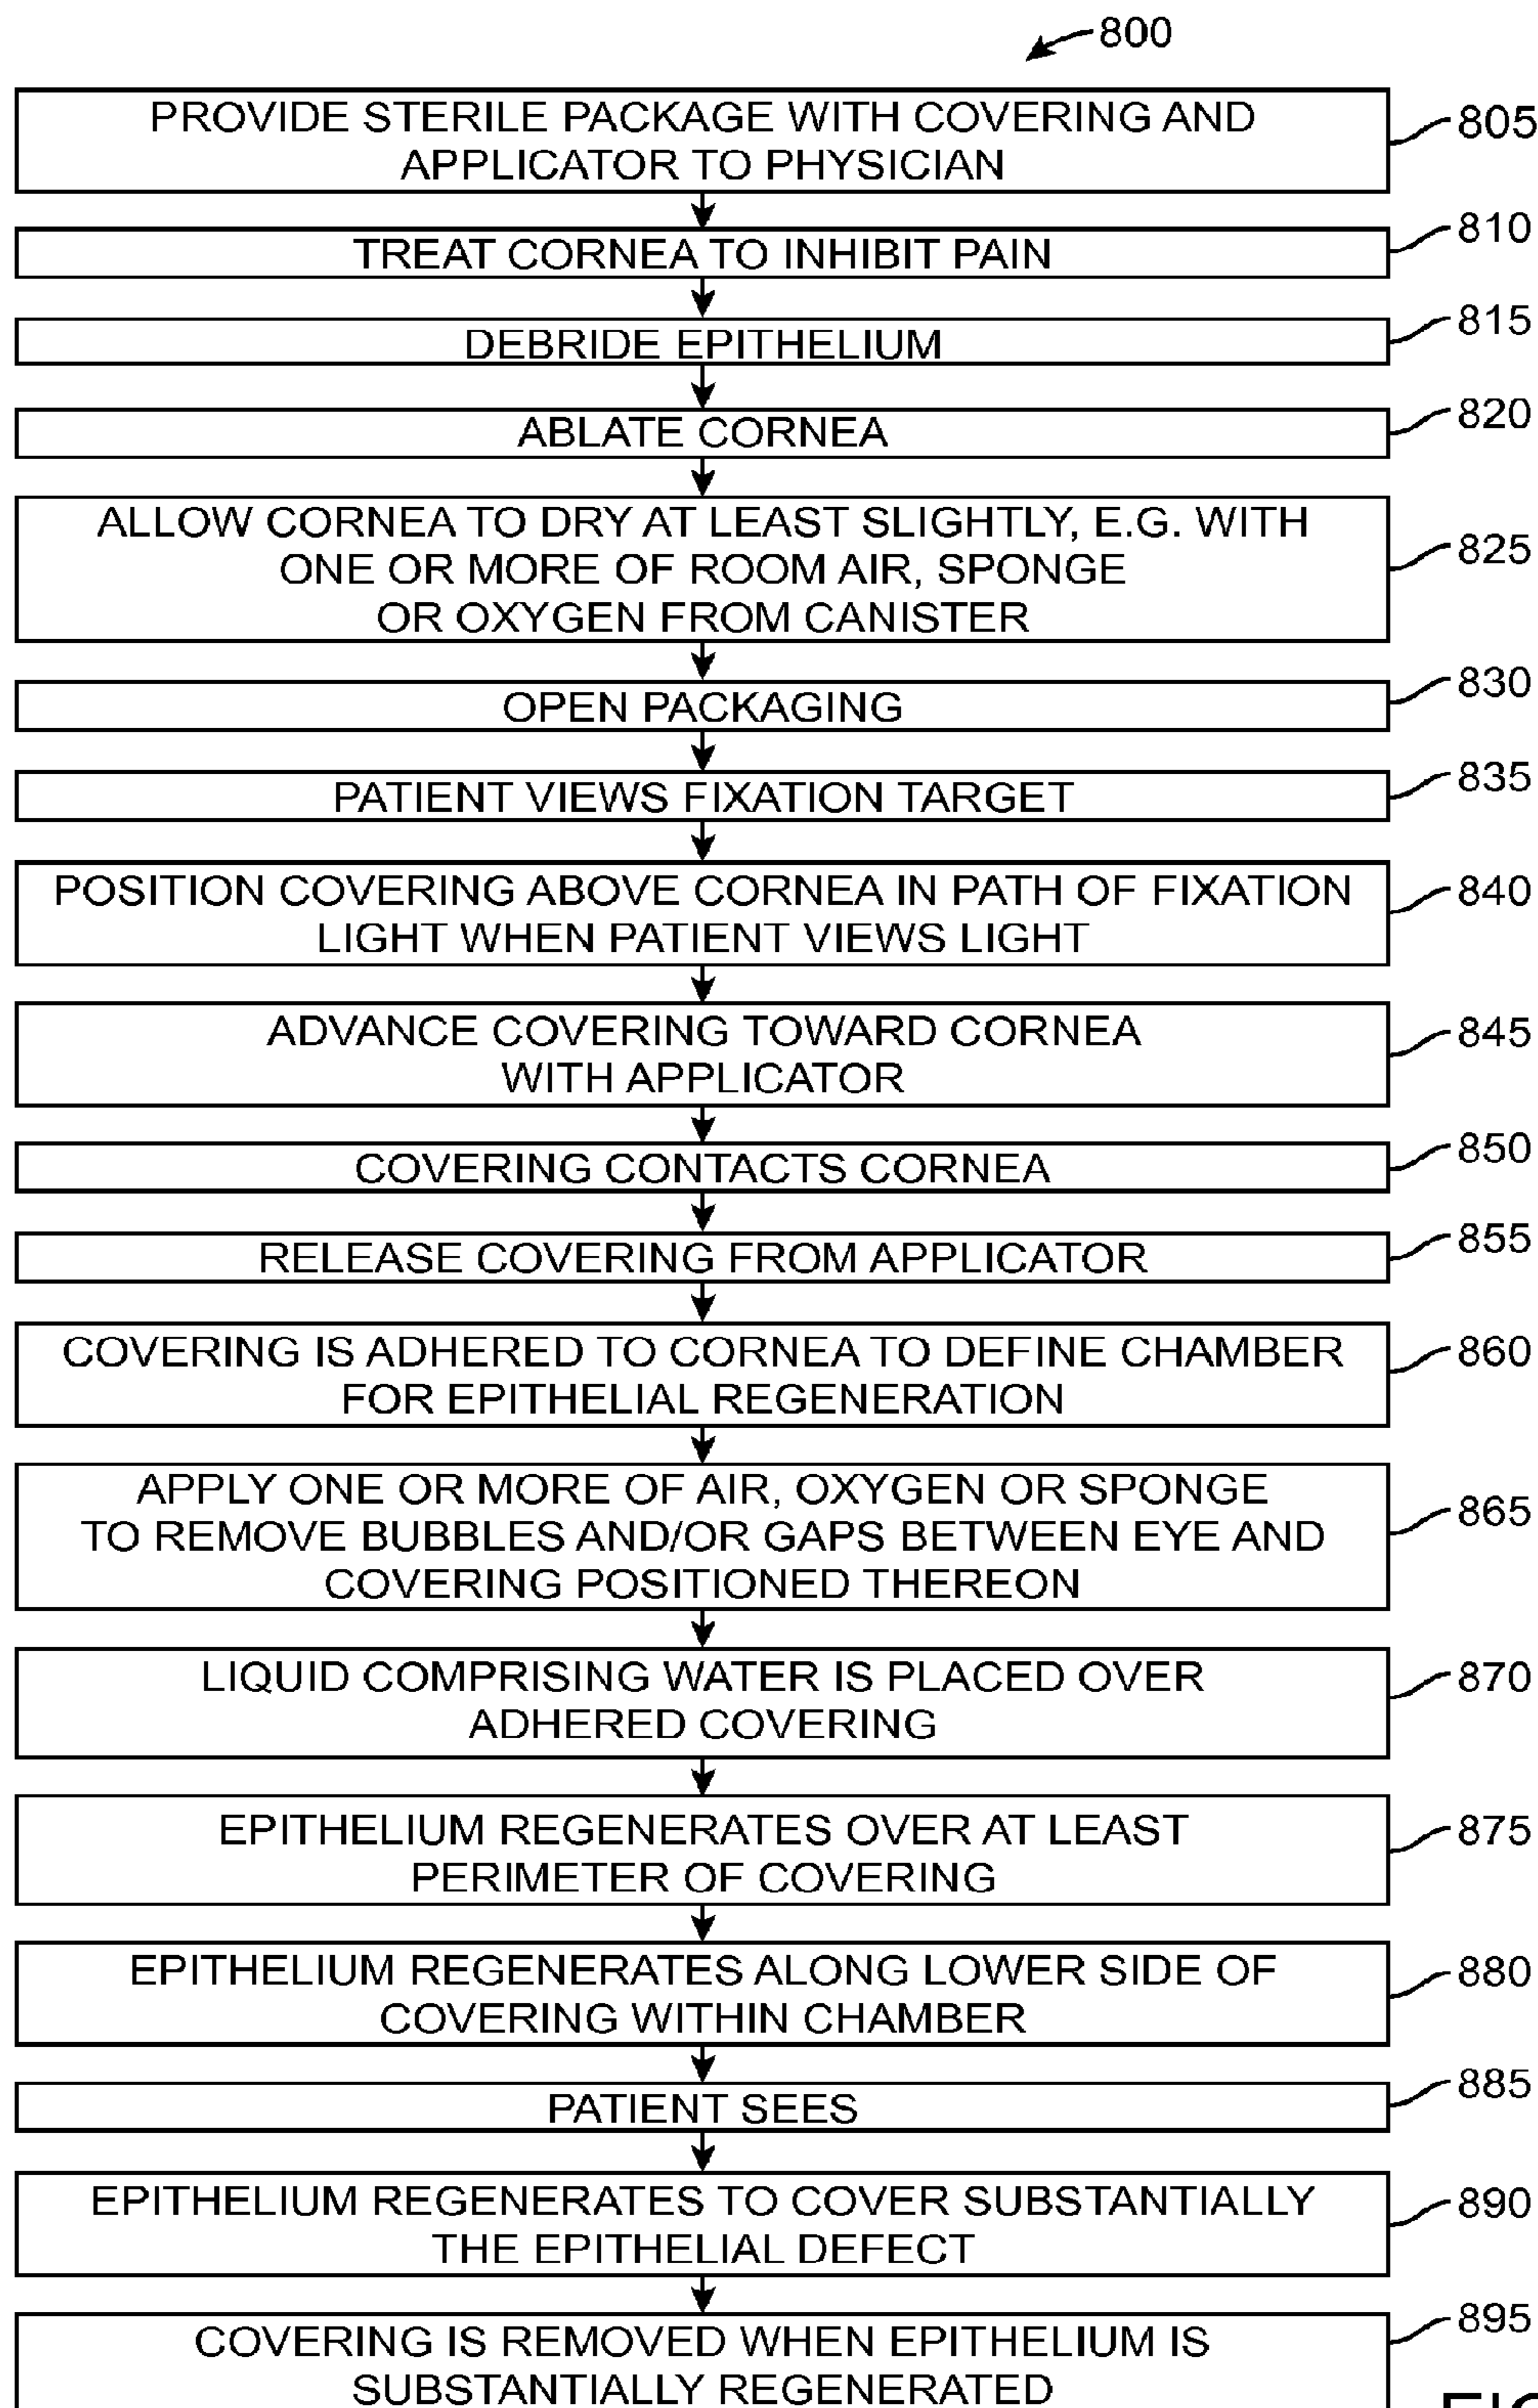 800
PROVIDE STERILE PACKAGE WITH COVERING AND
APPLICATOR TO PHYSICIAN
805
TREAT CORNEA TO INHIBIT PAIN
810
DEBRIDE EPITHELIUM
815
ABLATE CORNEA
820
ALLOW CORNEA TO DRY AT LEAST SLIGHTLY, E.G. WITH
ONE OR MORE OF ROOM AIR, SPONGE
OR OXYGEN FROM CANISTER
825
OPEN PACKAGING
830
PATIENT VIEWS FIXATION TARGET
835
POSITION COVERING ABOVE CORNEA IN PATH OF FIXATION
LIGHT WHEN PATIENT VIEWS LIGHT
840
ADVANCE COVERING TOWARD CORNEA
WITH APPLICATOR
845
COVERING CONTACTS CORNEA
850
RELEASE COVERING FROM APPLICATOR
855
COVERING IS ADHERED TO CORNEA TO DEFINE CHAMBER
FOR EPITHELIAL REGENERATION
860
APPLY ONE OR MORE OF AIR, OXYGEN OR SPONGE
TO REMOVE BUBBLES AND/OR GAPS BETWEEN EYE AND
COVERING POSITIONED THEREON
865
LIQUID COMPRISING WATER IS PLACED OVER
ADHERED COVERING
870
EPITHELIUM REGENERATES OVER AT LEAST
PERIMETER OF COVERING
875
EPITHELIUM REGENERATES ALONG LOWER SIDE OF
COVERING WITHIN CHAMBER
880
PATIENT SEES
885
EPITHELIUM REGENERATES TO COVER SUBSTANTIALLY
THE EPITHELIAL DEFECT
890
COVERING IS REMOVED WHEN EPITHELIUM IS
SUBSTANTIALLY REGENERATED
895